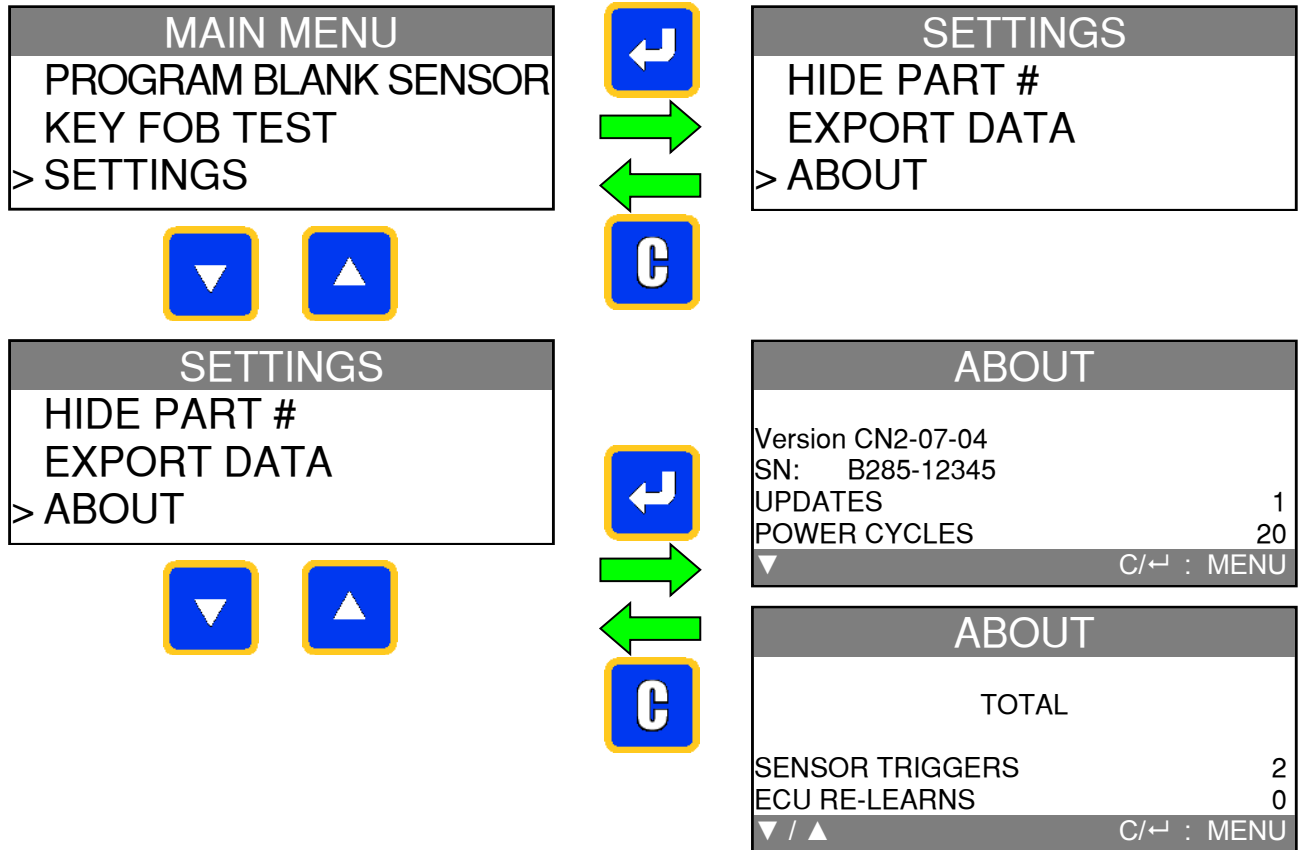 MAIN MENU
PROGRAM BLANK SENSOR
KEY FOB TEST
> SETTINGS
▼ ▲
↵
C
SETTINGS
HIDE PART #
EXPORT DATA
> ABOUT
SETTINGS
HIDE PART #
EXPORT DATA
> ABOUT
▼ ▲
↵
C
ABOUT
Version CN2-07-04
SN: B285-12345
UPDATES 1
POWER CYCLES 20
▼ C/↵ : MENU
ABOUT
TOTAL
SENSOR TRIGGERS 2
ECU RE-LEARNS 0
▼ / ▲ C/↵ : MENU